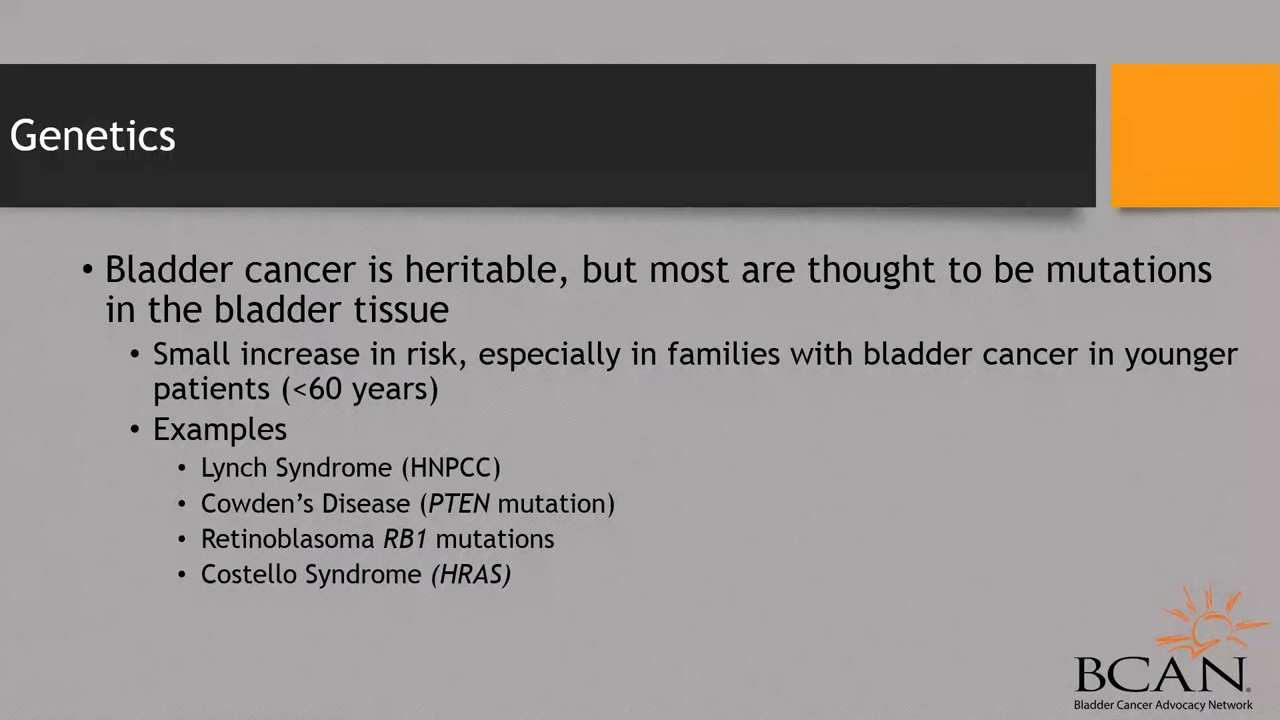 Genetics
• Bladder cancer is heritable, but most are thought to be mutations
in the bladder tissue
• Small increase in risk, especially in families with bladder cancer in younger
patients (<60 years)
• Examples
• Lynch Syndrome (HNPCC)
• Cowden’s Disease (PTEN mutation)
• Retinoblasoma RB1 mutations
• Costello Syndrome (HRAS)
BCAN®
Bladder Cancer Advocacy Network